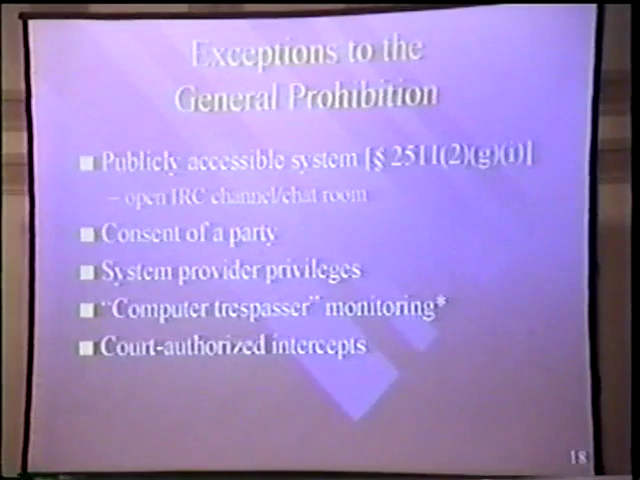 Exceptions to the
General Prohibition
■ Publicly accessible system [§ 2511(2)(g)(i)]
– open IRC channel/chat room
■ Consent of a party
■ System provider privileges
■ “Computer trespasser” monitoring*
■ Court-authorized intercepts
18